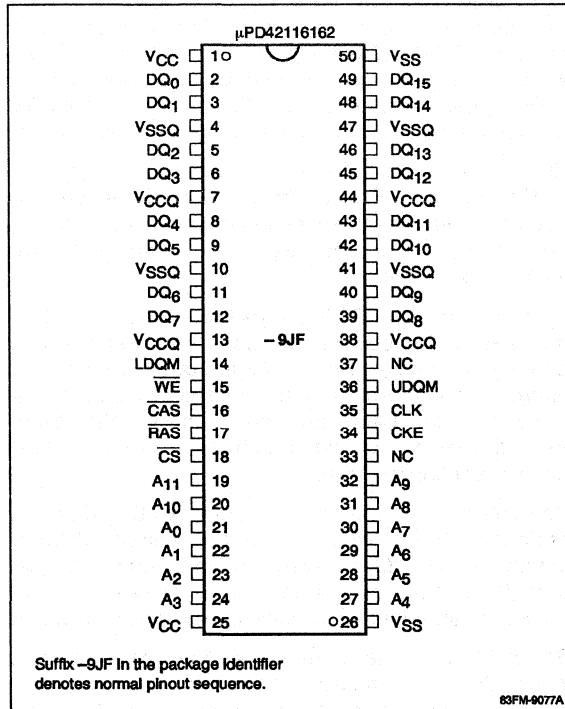 μPD42116162
VCC 1 50 VSS
DQ0 2 49 DQ15
DQ1 3 48 DQ14
VSSQ 4 47 VSSQ
DQ2 5 46 DQ13
DQ3 6 45 DQ12
VCCQ 7 44 VCCQ
DQ4 8 43 DQ11
DQ5 9 42 DQ10
VSSQ 10 41 VSSQ
DQ6 11 40 DQ9
DQ7 12 39 DQ8
VCCQ 13 –9JF 38 VCCQ
LDQM 14 37 NC
W̅E̅ 15 36 UDQM
C̅A̅S̅ 16 35 CLK
R̅A̅S̅ 17 34 CKE
C̅S̅ 18 33 NC
A11 19 32 A9
A10 20 31 A8
A0 21 30 A7
A1 22 29 A6
A2 23 28 A5
A3 24 27 A4
VCC 25 26 VSS
Suffix –9JF in the package identifier
denotes normal pinout sequence.
83FM-9077A